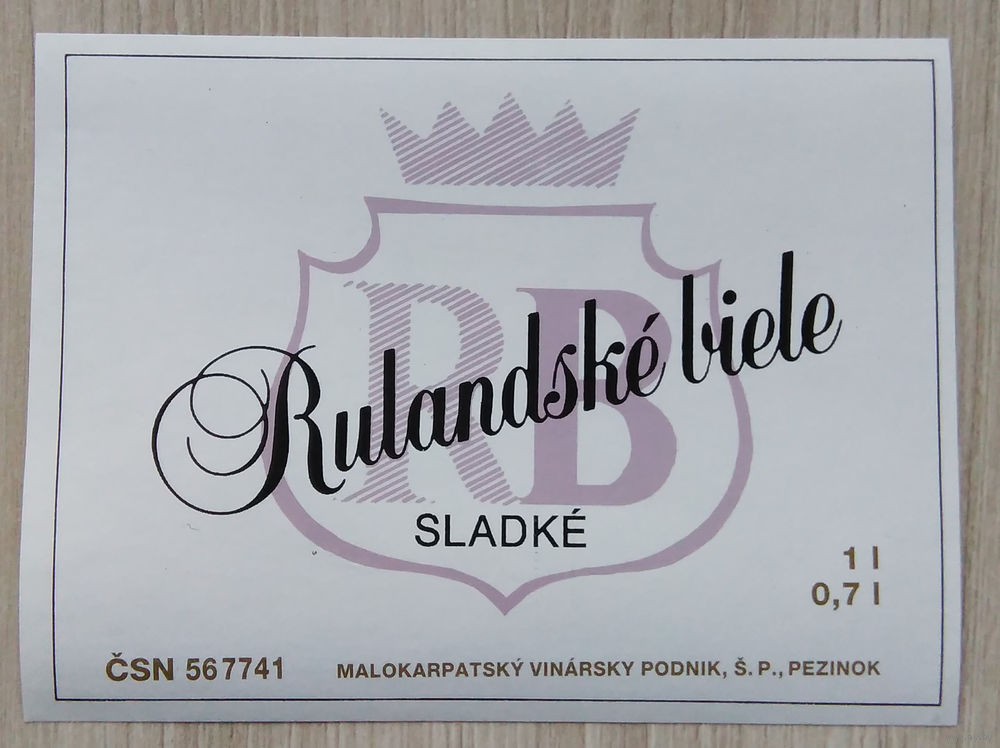 RB
Rulandské biele
SLADKÉ
1 l
0,7 l
ČSN 567741
MALOKARPATSKÝ VINÁRSKY PODNIK, Š. P., PEZINOK